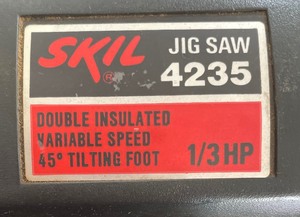 SKIL® JIG SAW
4235
DOUBLE INSULATED
VARIABLE SPEED
45° TILTING FOOT 1/3 HP